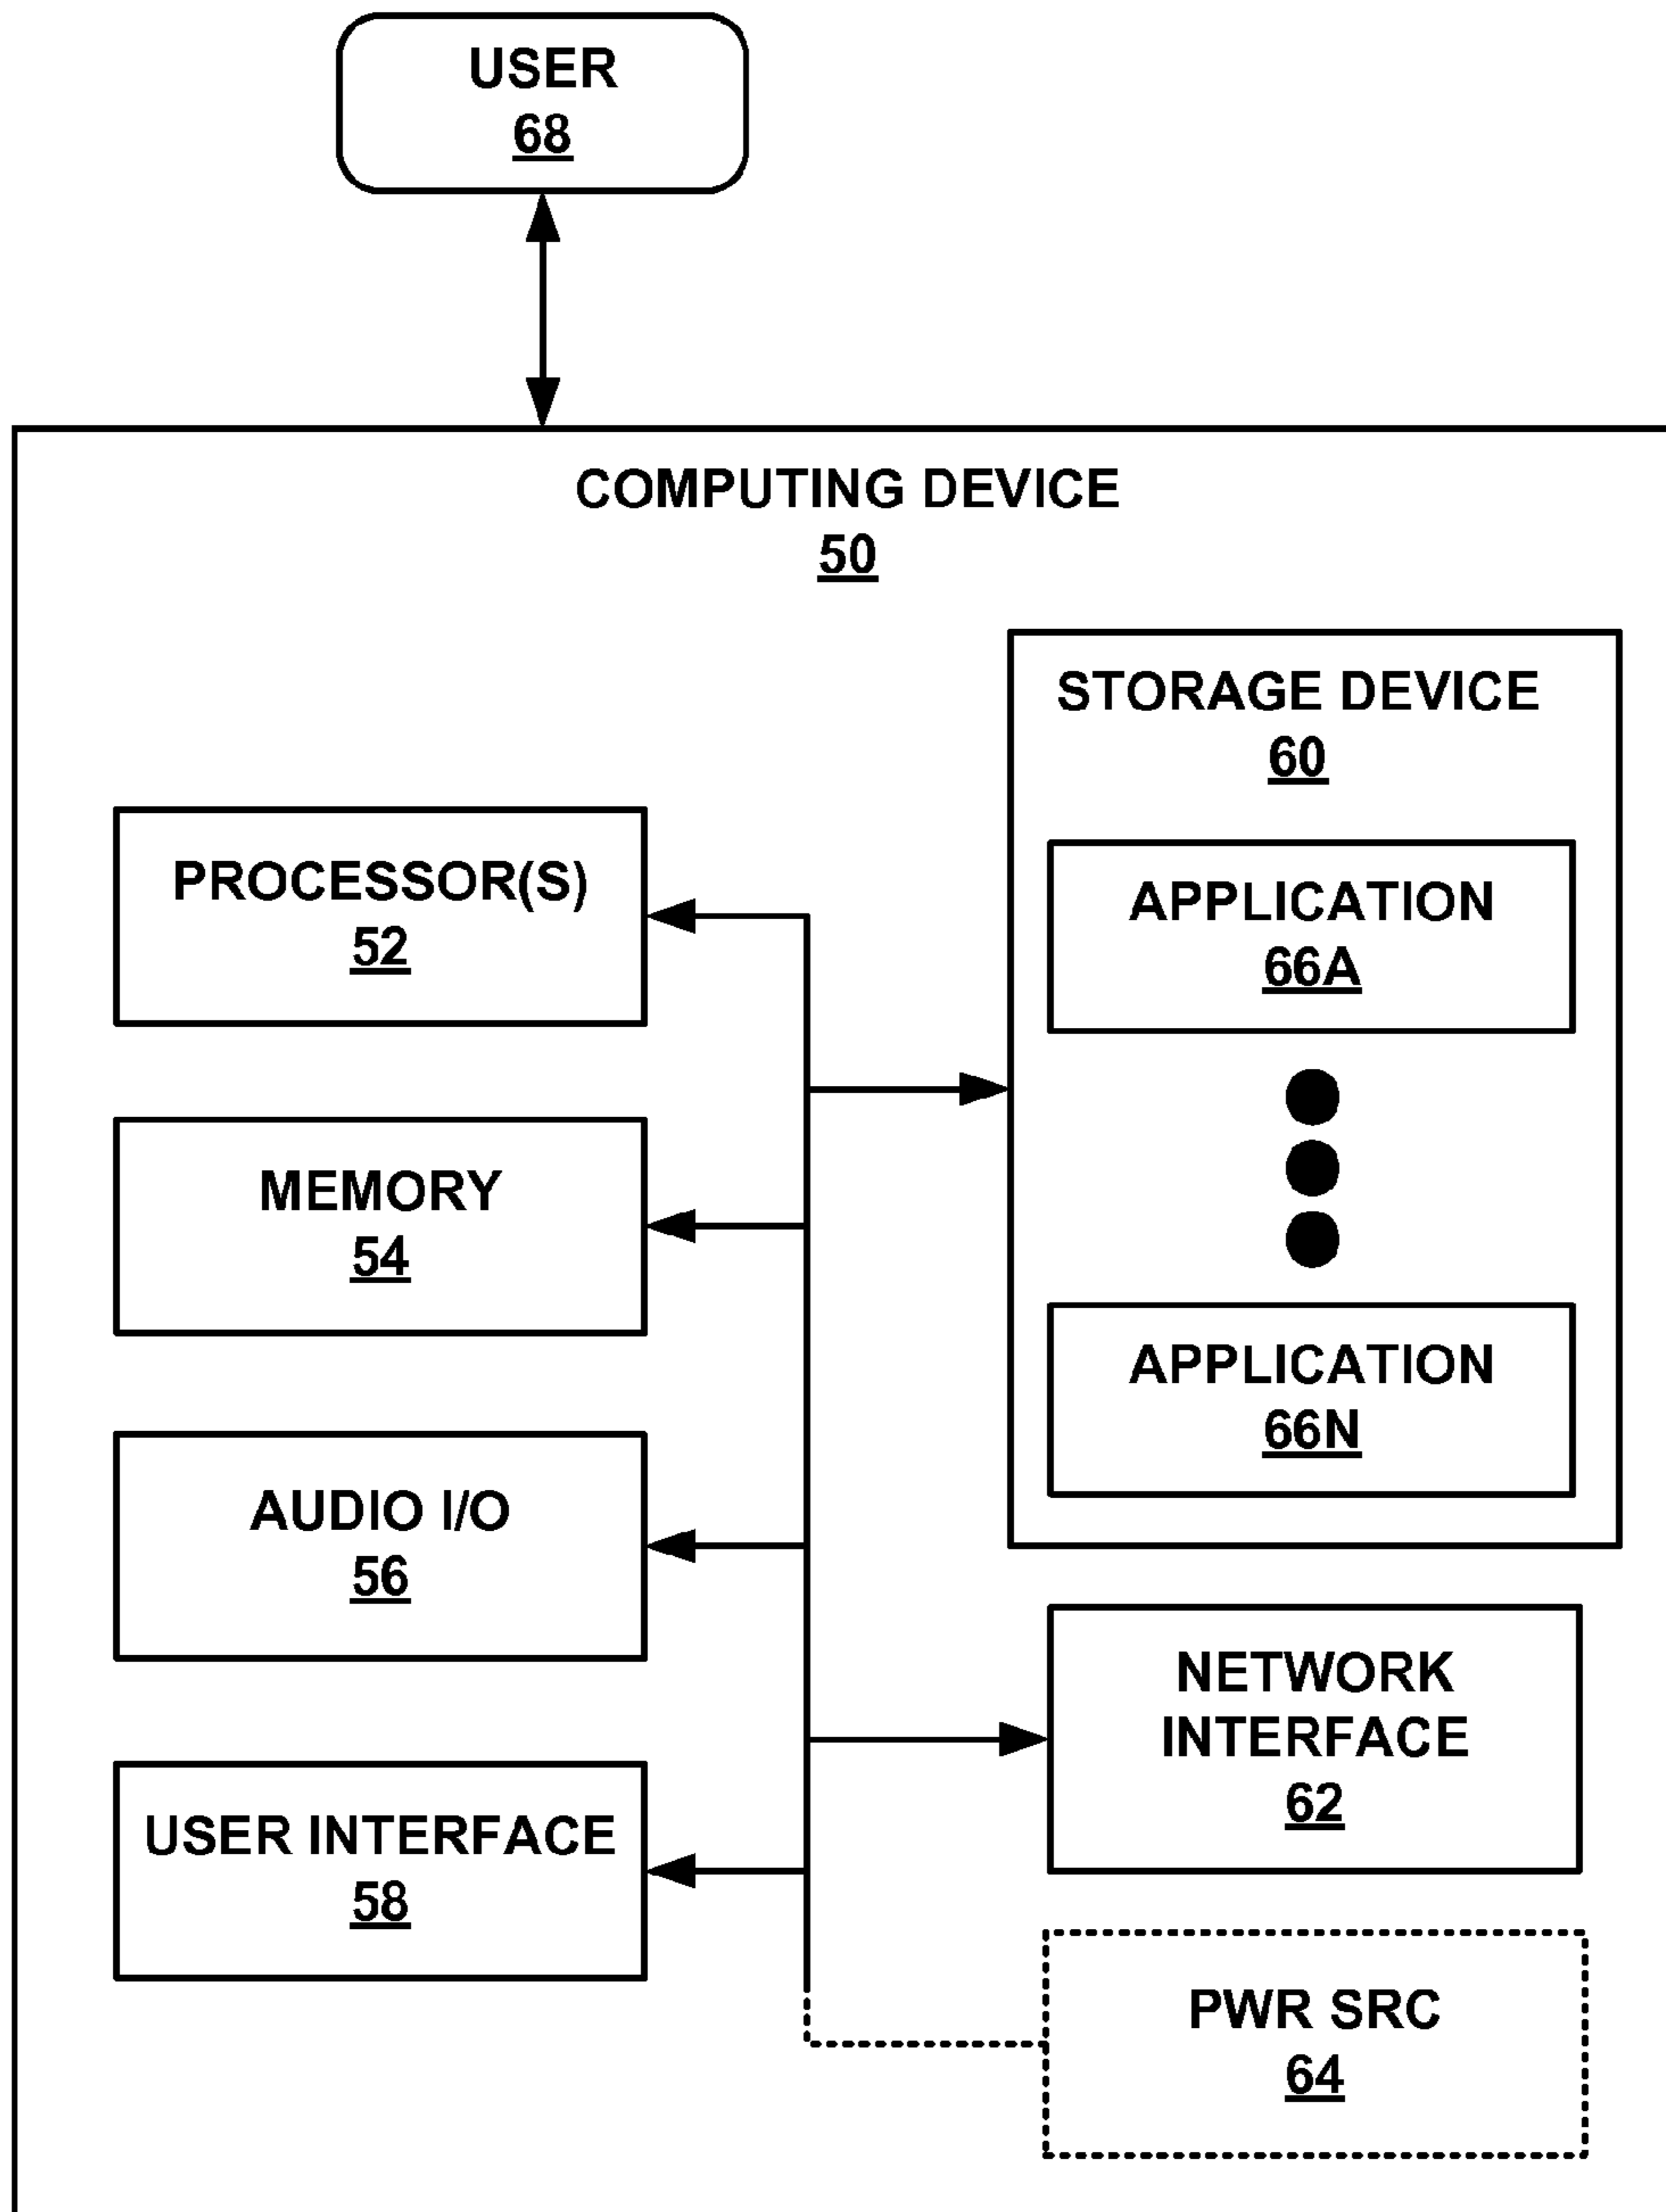 USER
68
COMPUTING DEVICE
50
STORAGE DEVICE
60
PROCESSOR(S)
52
APPLICATION
66A
MEMORY
54
APPLICATION
66N
AUDIO I/O
56
NETWORK
INTERFACE
62
USER INTERFACE
58
PWR SRC
64